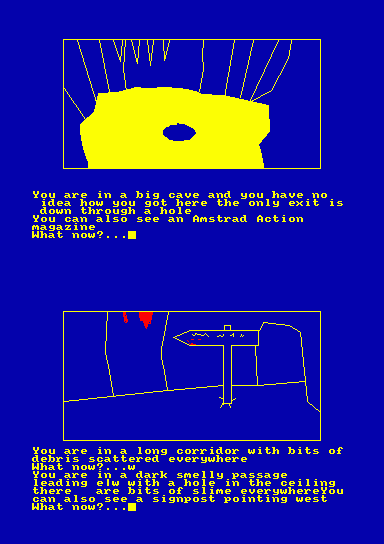 You are in a big cave and you have no
idea how you got here the only exit is
down through a hole
You can also see an Amstrad Action
magazine
What now?...
You are in a long corridor with bits of
debris scattered everywhere
What now?...w
You are in a dark smelly passage
leading e|w with a hole in the ceiling
there  are bits of slime everywhereYou
can also see a signpost pointing west
What now?...